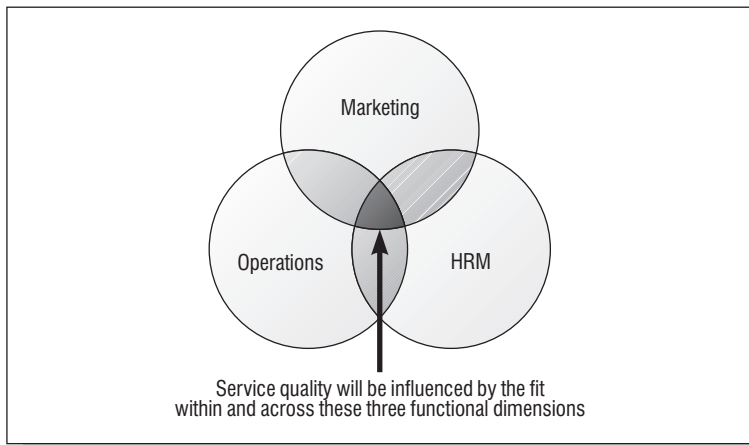 Marketing
Operations
HRM
Service quality will be influenced by the fit
within and across these three functional dimensions